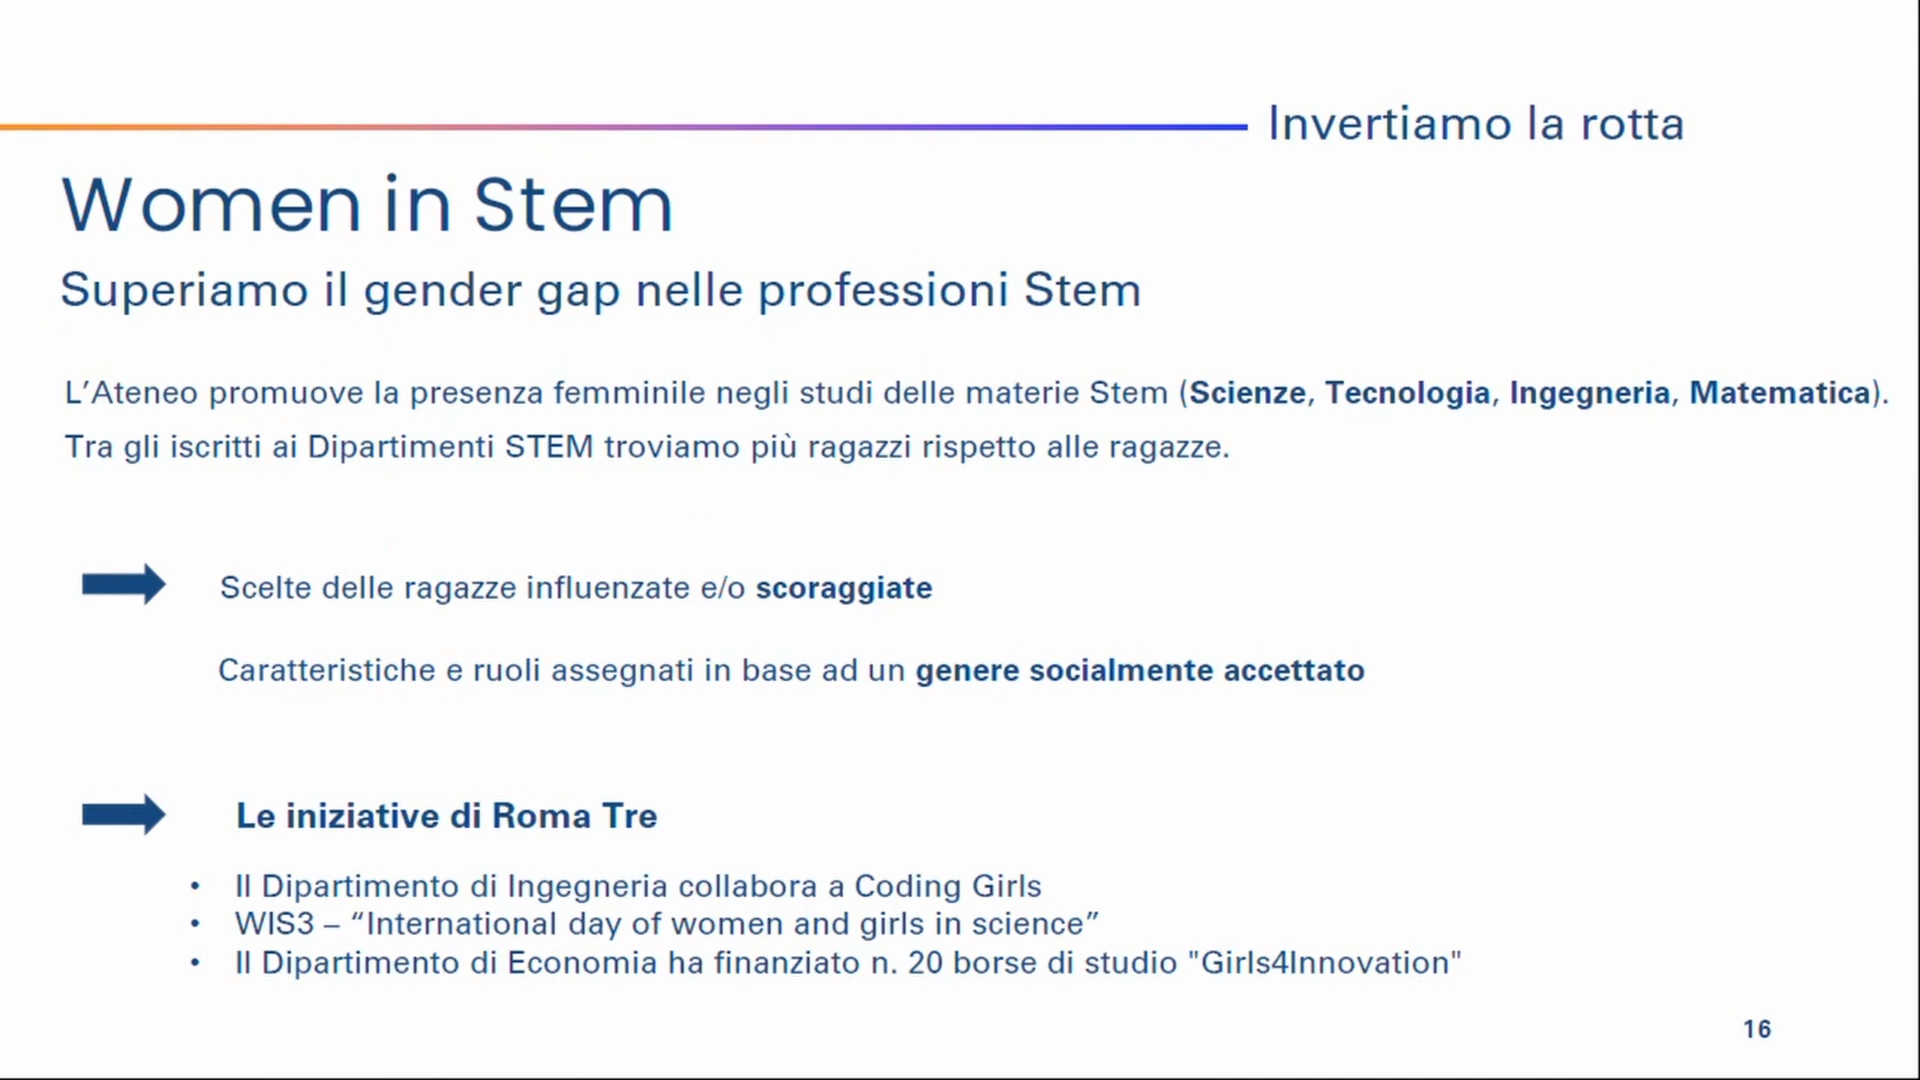 Invertiamo la rotta
Women in Stem
Superiamo il gender gap nelle professioni Stem
L’Ateneo promuove la presenza femminile negli studi delle materie Stem (Scienze, Tecnologia, Ingegneria, Matematica).
Tra gli iscritti ai Dipartimenti STEM troviamo più ragazzi rispetto alle ragazze.
Scelte delle ragazze influenzate e/o scoraggiate
Caratteristiche e ruoli assegnati in base ad un genere socialmente accettato
Le iniziative di Roma Tre
• Il Dipartimento di Ingegneria collabora a Coding Girls
• WIS3 – “International day of women and girls in science”
• Il Dipartimento di Economia ha finanziato n. 20 borse di studio "Girls4Innovation"
16